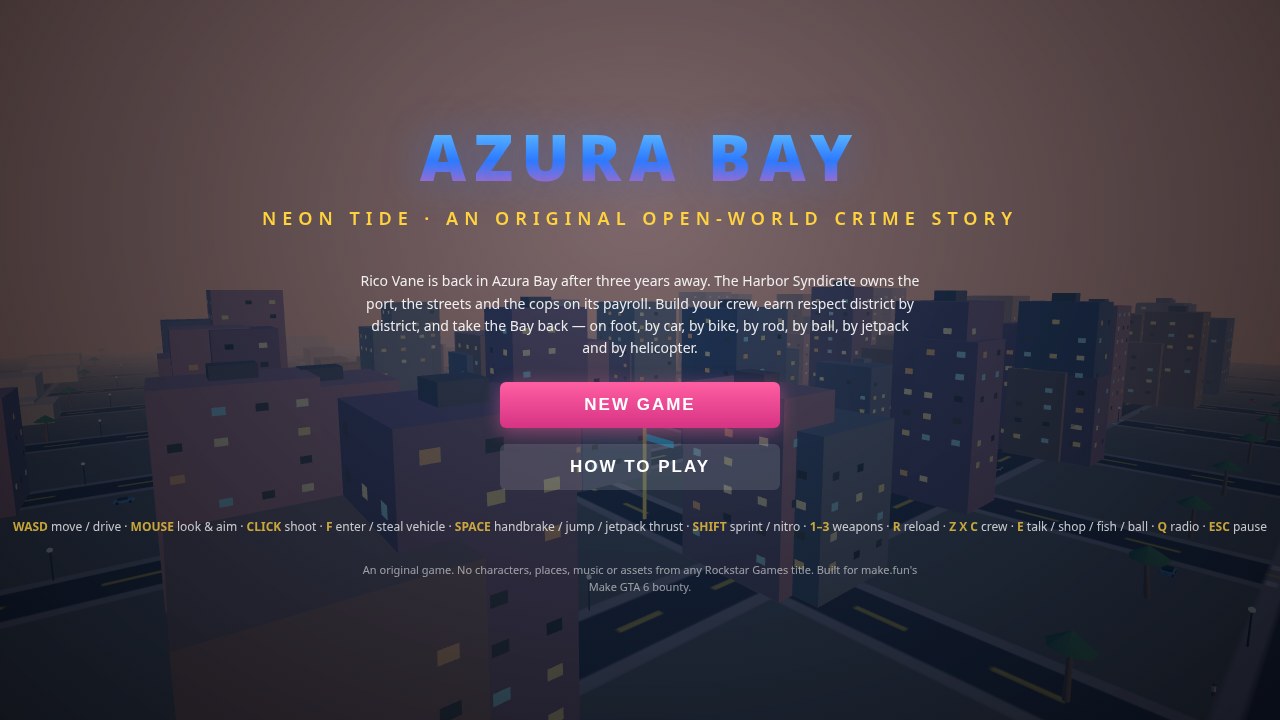 AZURA BAY
NEON TIDE · AN ORIGINAL OPEN-WORLD CRIME STORY
Rico Vane is back in Azura Bay after three years away. The Harbor Syndicate owns the
port, the streets and the cops on its payroll. Build your crew, earn respect district by
district, and take the Bay back — on foot, by car, by bike, by rod, by ball, by jetpack
and by helicopter.
NEW GAME
HOW TO PLAY
WASD move / drive · MOUSE look & aim · CLICK shoot · F enter / steal vehicle · SPACE handbrake / jump / jetpack thrust · SHIFT sprint / nitro · 1–3 weapons · R reload · Z X C crew · E talk / shop / fish / ball · Q radio · ESC pause
An original game. No characters, places, music or assets from any Rockstar Games title. Built for make.fun's
Make GTA 6 bounty.